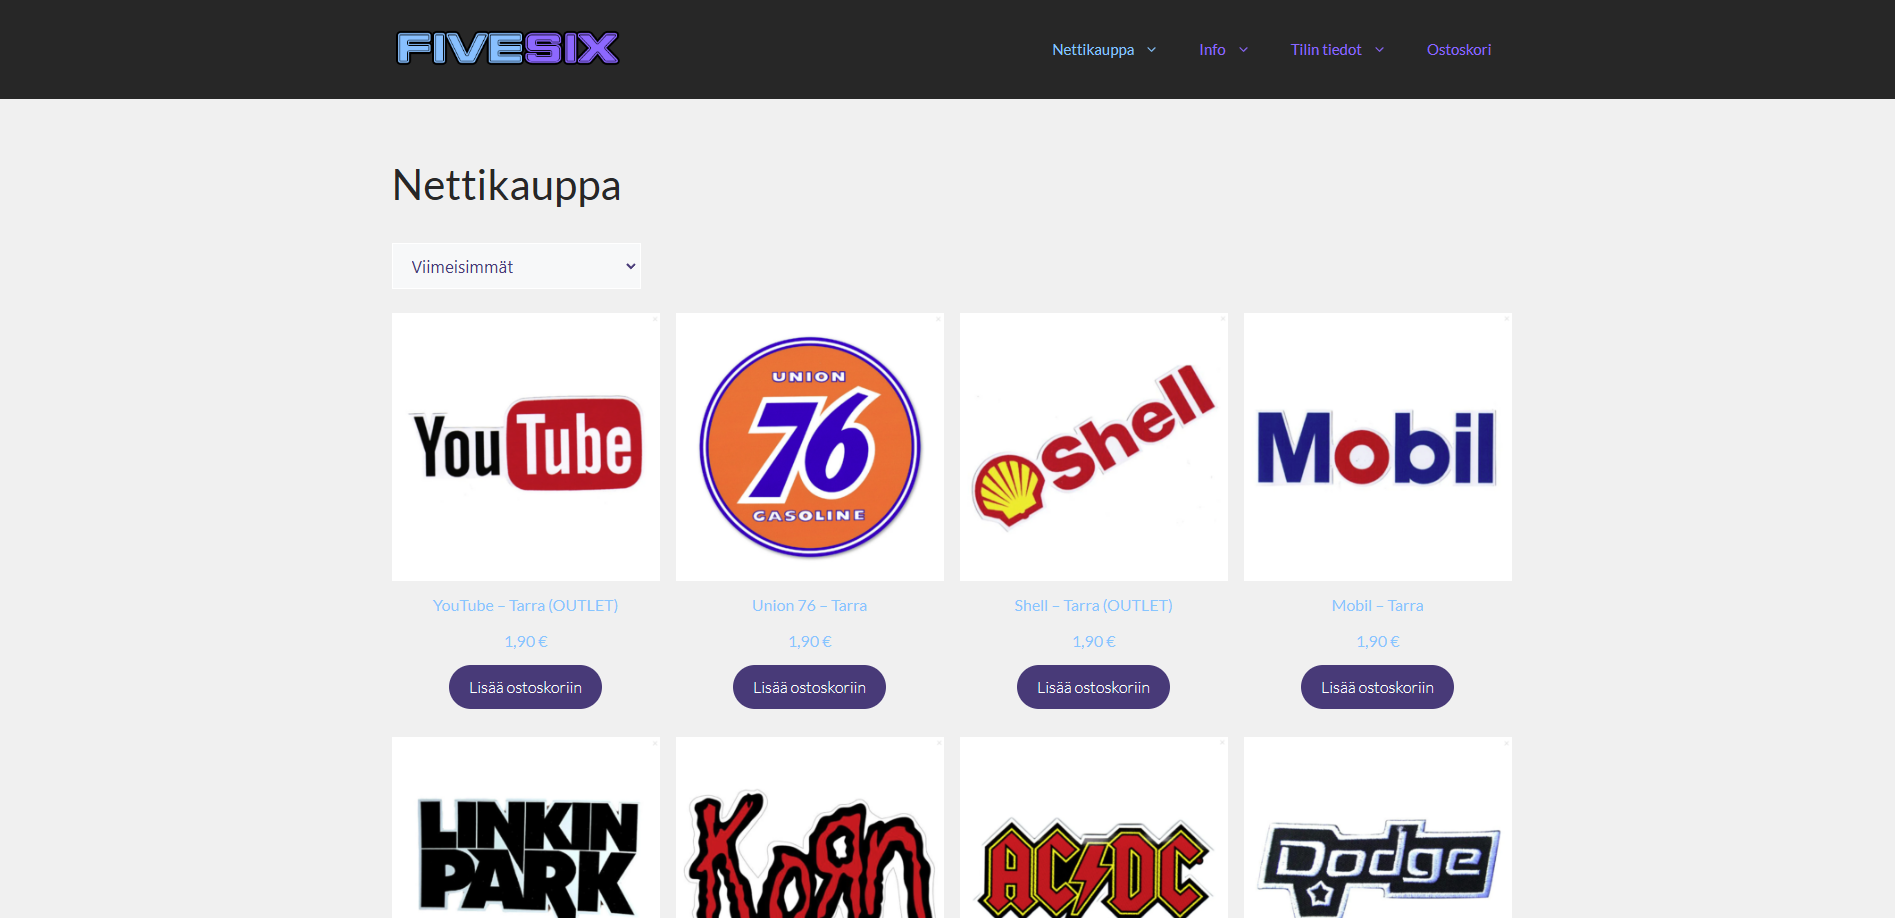 FIVESIX
Nettikauppa Info Tilin tiedot Ostoskori
Nettikauppa
Viimeisimmät
YouTube
UNION
76
GASOLINE
Shell
Mobil
YouTube – Tarra (OUTLET) Union 76 – Tarra Shell – Tarra (OUTLET) Mobil – Tarra
1,90 € 1,90 € 1,90 € 1,90 €
Lisää ostoskoriin Lisää ostoskoriin Lisää ostoskoriin Lisää ostoskoriin
LINKIN
PARK
KoЯn
AC/DC
Dodge